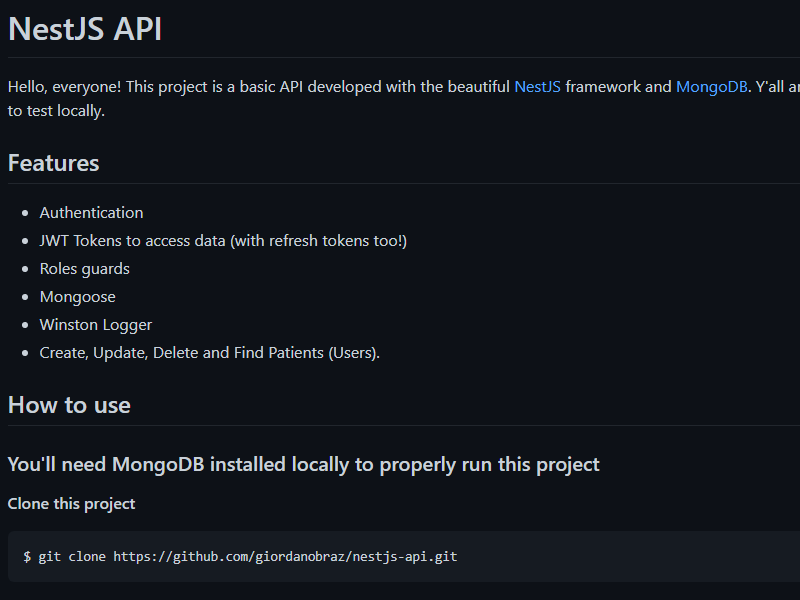 NestJS API
Hello, everyone! This project is a basic API developed with the beautiful NestJS framework and MongoDB. Y'all
to test locally.
Features
Authentication
JWT Tokens to access data (with refresh tokens too!)
Roles guards
Mongoose
Winston Logger
Create, Update, Delete and Find Patients (Users).
How to use
You'll need MongoDB installed locally to properly run this project
Clone this project
$ git clone https://github.com/giordanobraz/nestjs-api.git